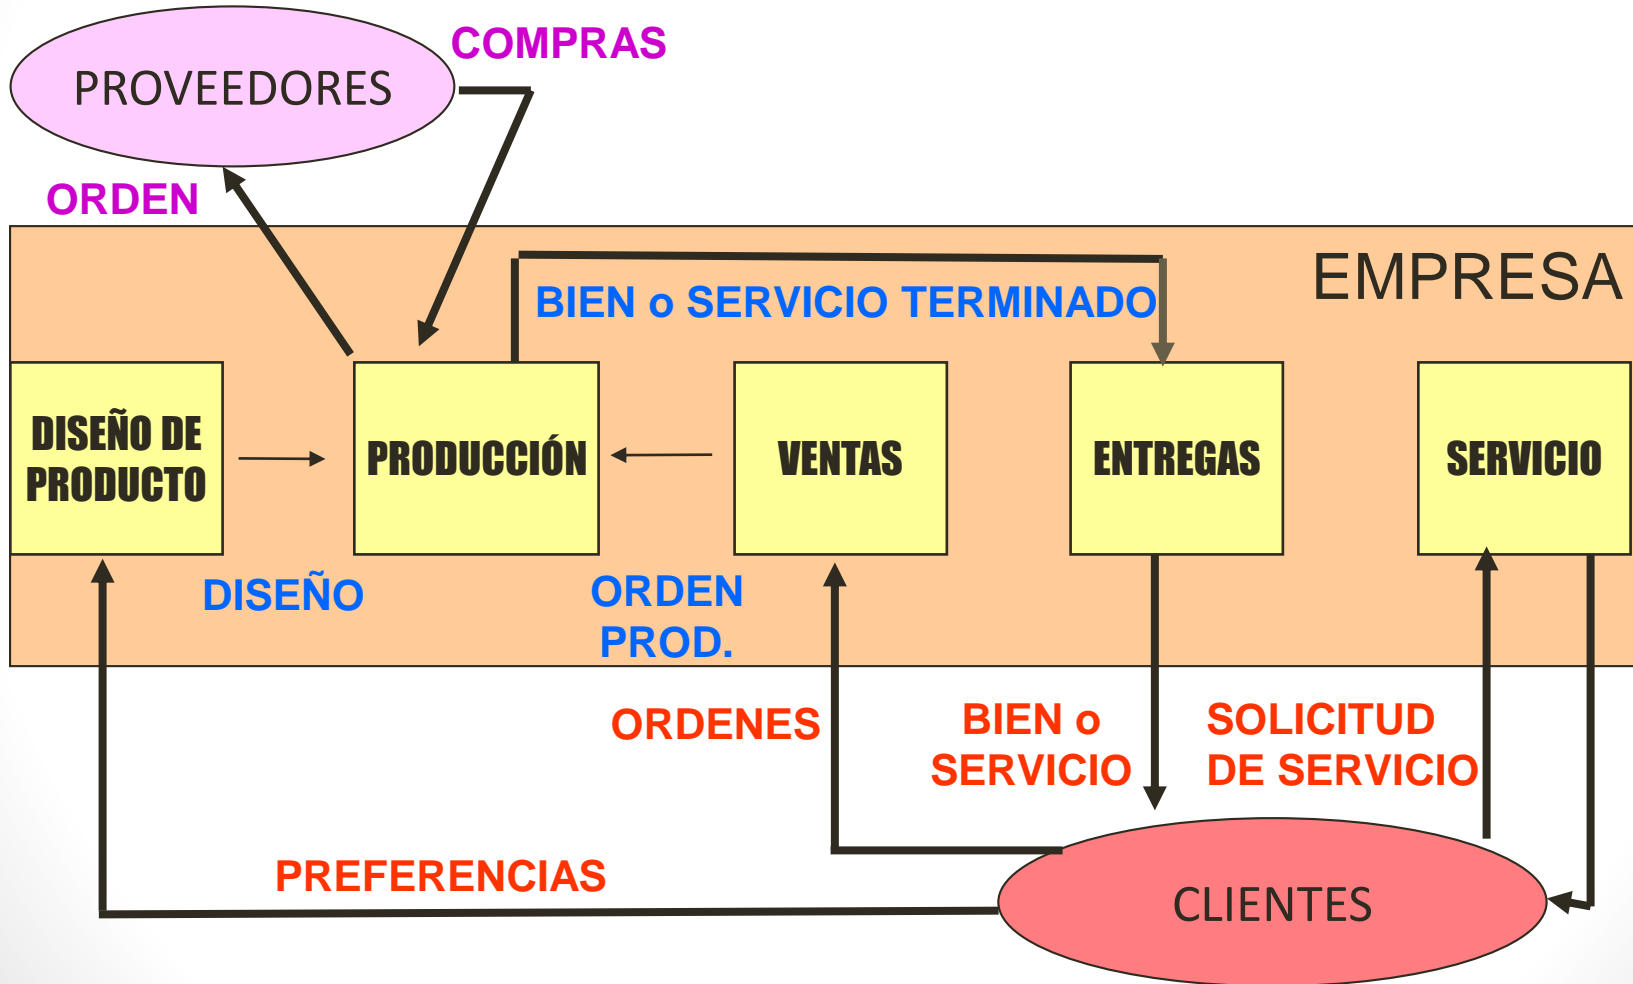 COMPRAS
PROVEEDORES
ORDEN
EMPRESA
BIEN o SERVICIO TERMINADO
DISEÑO DE
PRODUCTO
PRODUCCIÓN
VENTAS
ENTREGAS
SERVICIO
DISEÑO
ORDEN
PROD.
ORDENES
BIEN o
SERVICIO
SOLICITUD
DE SERVICIO
PREFERENCIAS
CLIENTES